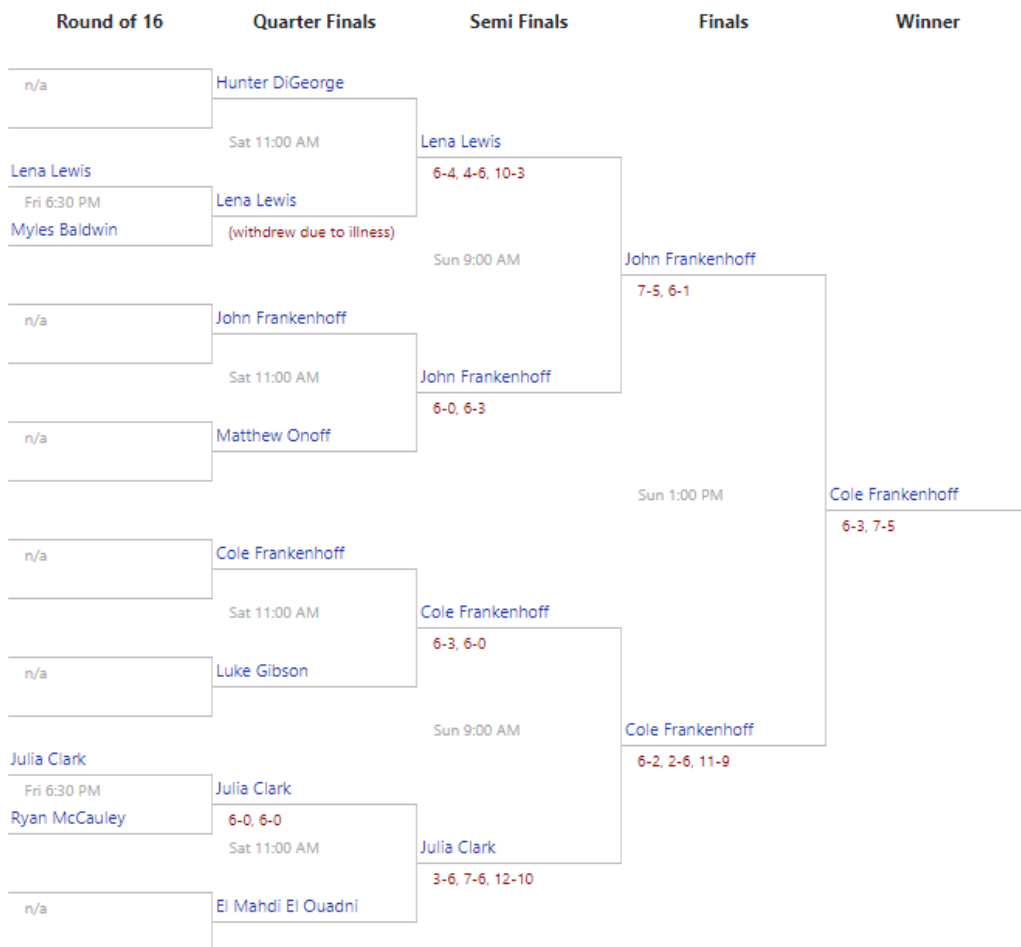 Round of 16 Quarter Finals Semi Finals Finals Winner
n/a
Hunter DiGeorge
Sat 11:00 AM
Lena Lewis
6-4, 4-6, 10-3
Lena Lewis
Fri 6:30 PM
Myles Baldwin
Lena Lewis
(withdrew due to illness)
Sun 9:00 AM
John Frankenhoff
7-5, 6-1
n/a
John Frankenhoff
Sat 11:00 AM
John Frankenhoff
6-0, 6-3
n/a
Matthew Onoff
Sun 1:00 PM
Cole Frankenhoff
6-3, 7-5
n/a
Cole Frankenhoff
Sat 11:00 AM
Cole Frankenhoff
6-3, 6-0
n/a
Luke Gibson
Sun 9:00 AM
Cole Frankenhoff
6-2, 2-6, 11-9
Julia Clark
Fri 6:30 PM
Ryan McCauley
Julia Clark
6-0, 6-0
Sat 11:00 AM
Julia Clark
3-6, 7-6, 12-10
n/a
El Mahdi El Ouadni